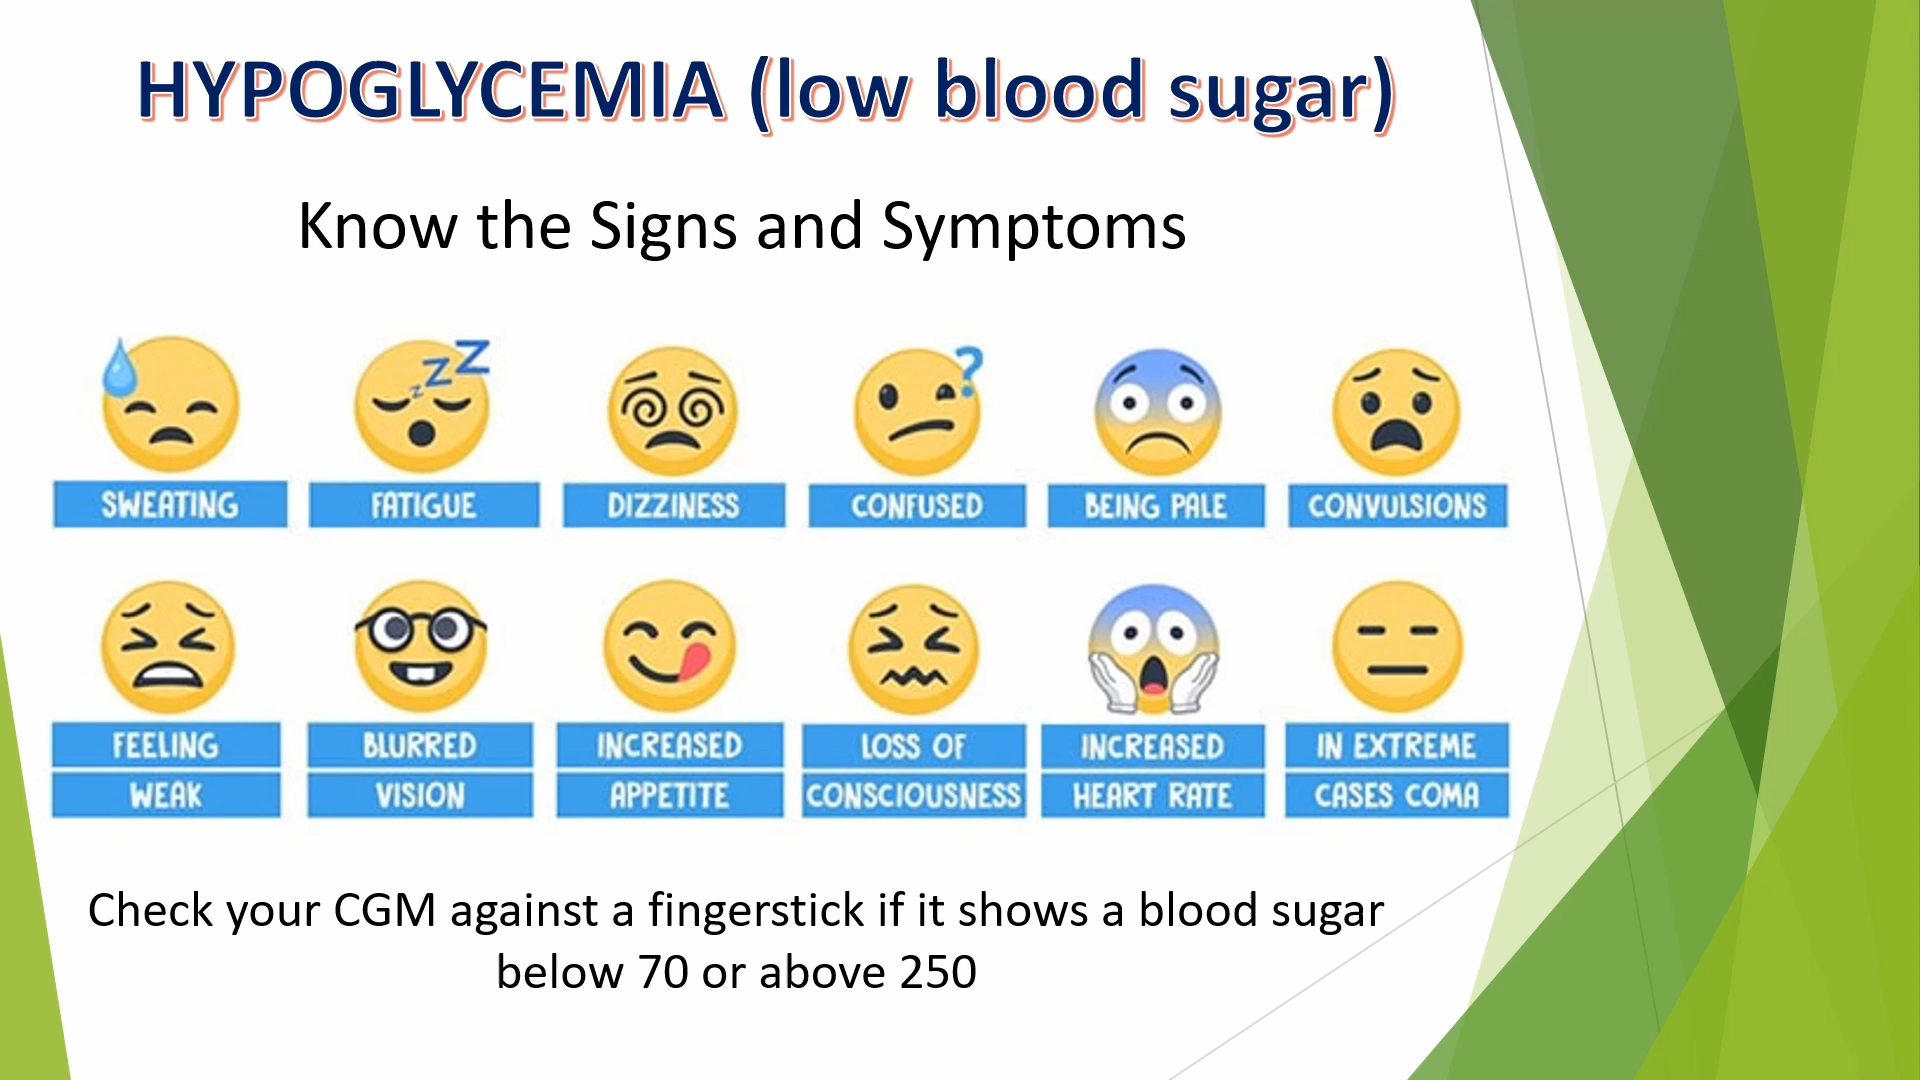 HYPOGLYCEMIA (low blood sugar)
Know the Signs and Symptoms
z Z Z
?
SWEATING
FATIGUE
DIZZINESS
CONFUSED
BEING PALE
CONVULSIONS
FEELING
WEAK
BLURRED
VISION
INCREASED
APPETITE
LOSS OF
CONSCIOUSNESS
INCREASED
HEART RATE
IN EXTREME
CASES COMA
Check your CGM against a fingerstick if it shows a blood sugar
below 70 or above 250